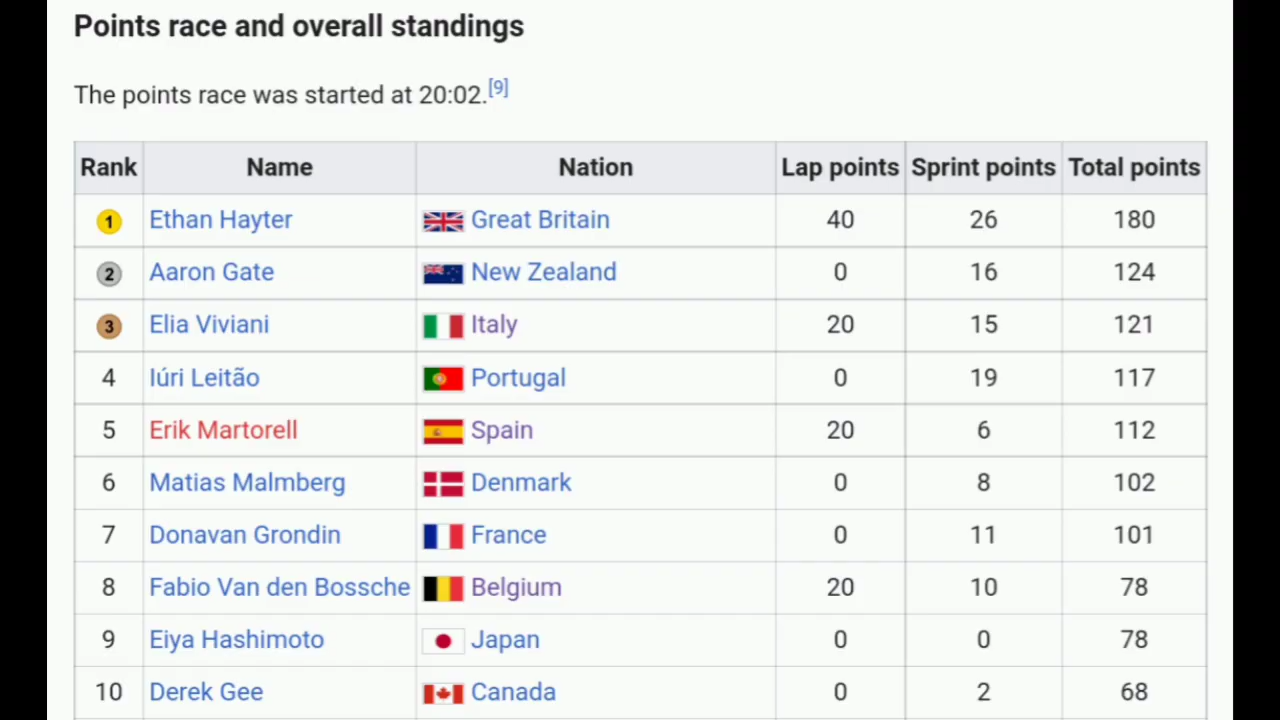 Points race and overall standings
The points race was started at 20:02.[9]
Rank Name Nation Lap points Sprint points Total points
1 Ethan Hayter Great Britain 40 26 180
2 Aaron Gate New Zealand 0 16 124
3 Elia Viviani Italy 20 15 121
4 Iúri Leitão Portugal 0 19 117
5 Erik Martorell Spain 20 6 112
6 Matias Malmberg Denmark 0 8 102
7 Donavan Grondin France 0 11 101
8 Fabio Van den Bossche Belgium 20 10 78
9 Eiya Hashimoto Japan 0 0 78
10 Derek Gee Canada 0 2 68